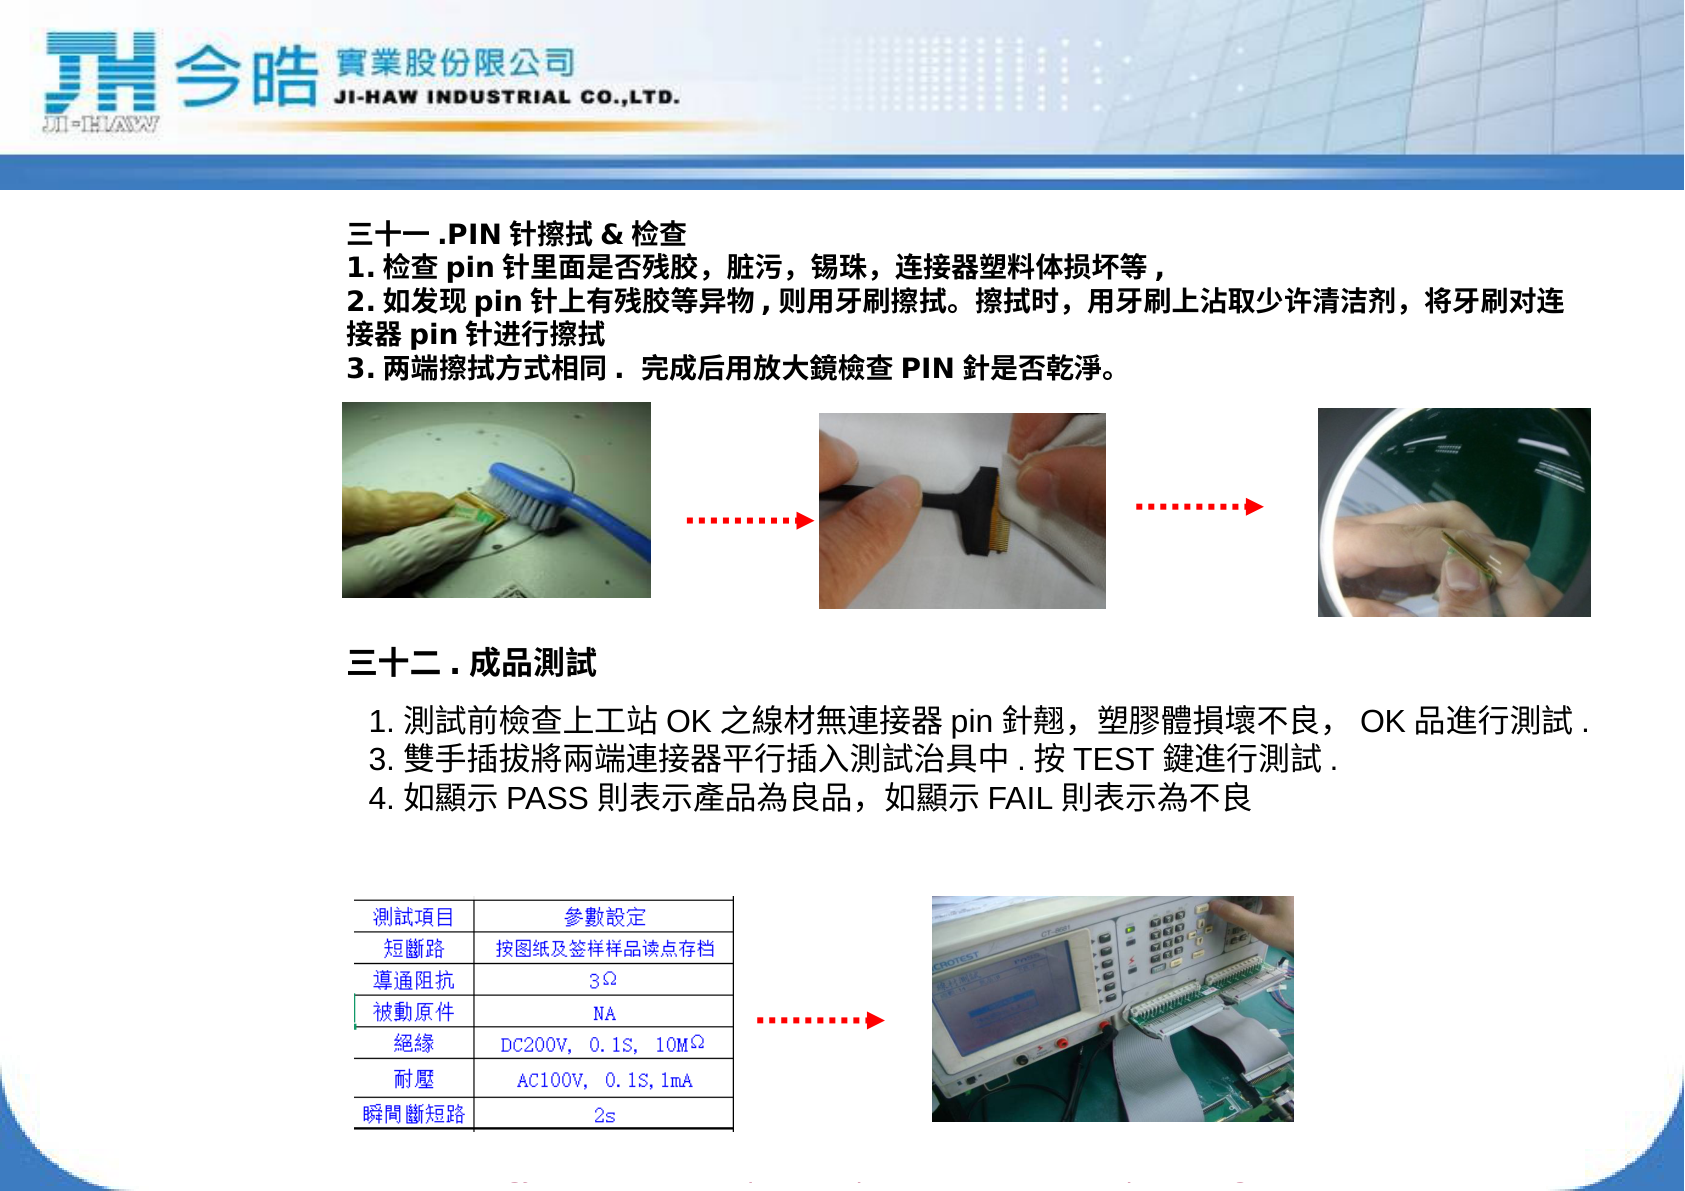 JI-HAW
今皓 實業股份限公司
JI-HAW INDUSTRIAL CO.,LTD.
三十一 .PIN 针擦拭 & 检查
1. 检查 pin 针里面是否残胶，脏污，锡珠，连接器塑料体损坏等 ,
2. 如发现 pin 针上有残胶等异物 , 则用牙刷擦拭。擦拭时，用牙刷上沾取少许清洁剂，将牙刷对连
接器 pin 针进行擦拭
3. 两端擦拭方式相同 . 完成后用放大鏡檢查 PIN 針是否乾淨。
三十二 . 成品測試
1. 測試前檢查上工站 OK 之線材無連接器 pin 針翹，塑膠體損壞不良， OK 品進行測試 .
3. 雙手插拔將兩端連接器平行插入測試治具中 . 按 TEST 鍵進行測試 .
4. 如顯示 PASS 則表示產品為良品，如顯示 FAIL 則表示為不良
測試項目 參數設定
短斷路 按图纸及签样样品读点存档
導通阻抗 3Ω
被動原件 NA
絕緣 DC200V, 0.1S, 10MΩ
耐壓 AC100V, 0.1S,1mA
瞬間斷短路 2s